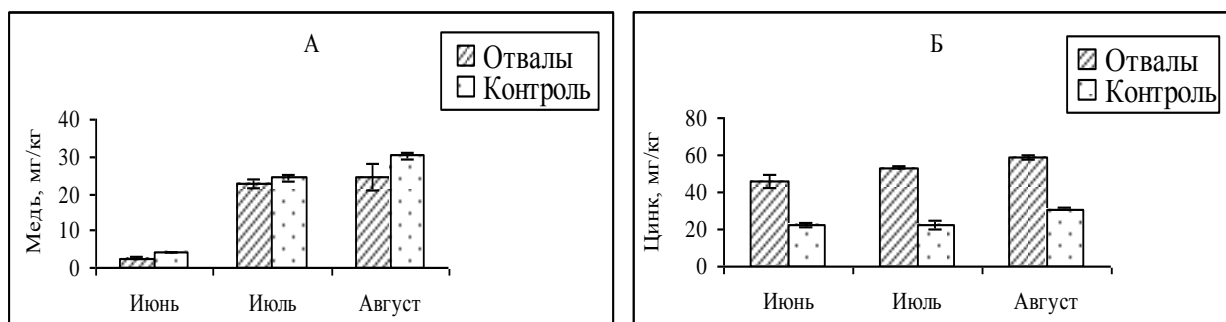 А
Отвалы
Контроль
Медь, мг/кг
40
30
20
10
0
Июнь Июль Август
Б
Отвалы
Контроль
Цинк, мг/кг
80
60
40
20
0
Июнь Июль Август